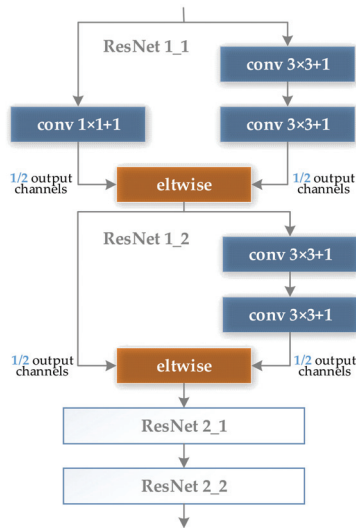 ResNet 1_1
conv 3×3+1
conv 1×1+1
conv 3×3+1
1/2 output
channels
eltwise
1/2 output
channels
ResNet 1_2
conv 3×3+1
conv 3×3+1
1/2 output
channels
eltwise
1/2 output
channels
ResNet 2_1
ResNet 2_2